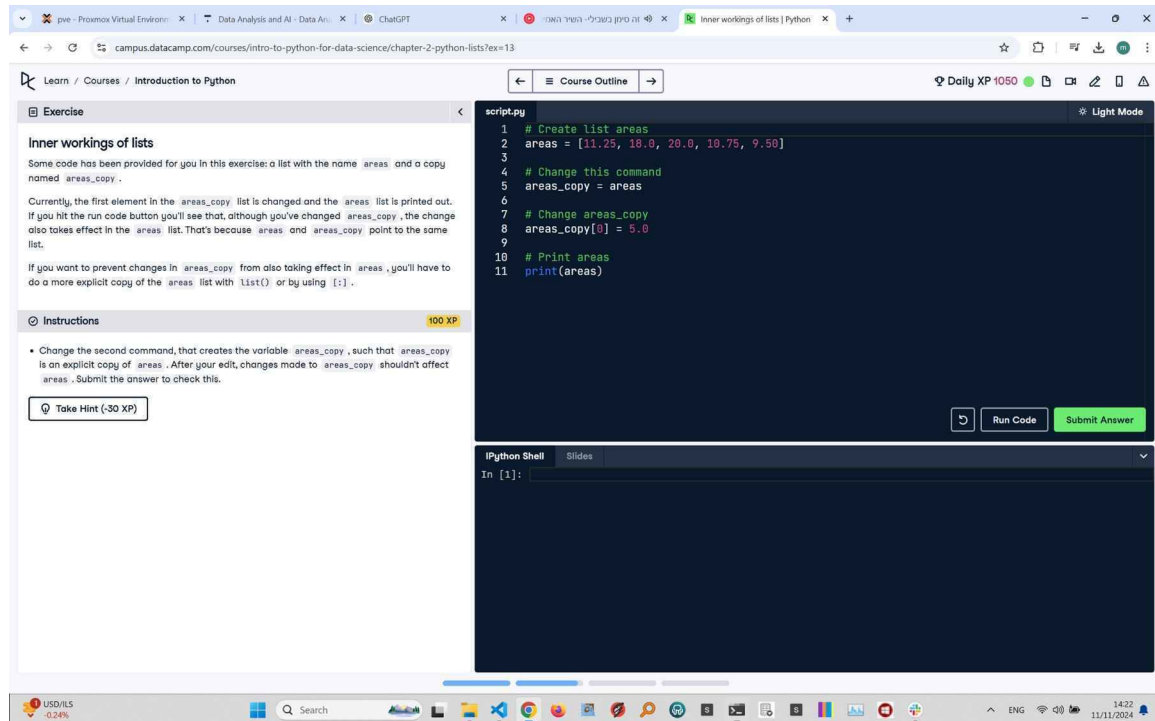 pve - Proxmox Virtual Environm
Data Analysis and AI - Data An
ChatGPT
זה סימן בשבילי- השיר האנו
Inner workings of lists | Python
campus.datacamp.com/courses/intro-to-python-for-data-science/chapter-2-python-lists?ex=13
m
Learn / Courses / Introduction to Python
Course Outline
Daily XP 1050
Exercise
Inner workings of lists
Some code has been provided for you in this exercise: a list with the name areas and a copy
named areas_copy .
Currently, the first element in the areas_copy list is changed and the areas list is printed out.
If you hit the run code button you'll see that, although you've changed areas_copy , the change
also takes effect in the areas list. That's because areas and areas_copy point to the same
list.
If you want to prevent changes in areas_copy from also taking effect in areas , you'll have to
do a more explicit copy of the areas list with list() or by using [:] .
Instructions
100 XP
• Change the second command, that creates the variable areas_copy , such that areas_copy
is an explicit copy of areas . After your edit, changes made to areas_copy shouldn't affect
areas . Submit the answer to check this.
Take Hint (-30 XP)
script.py
Light Mode
1 # Create list areas
2 areas = [11.25, 18.0, 20.0, 10.75, 9.50]
3
4 # Change this command
5 areas_copy = areas
6
7 # Change areas_copy
8 areas_copy[0] = 5.0
9
10 # Print areas
11 print(areas)
Run Code
Submit Answer
IPython Shell
Slides
In [1]:
USD/ILS
-0.24%
Search
ENG
14:22
11/11/2024